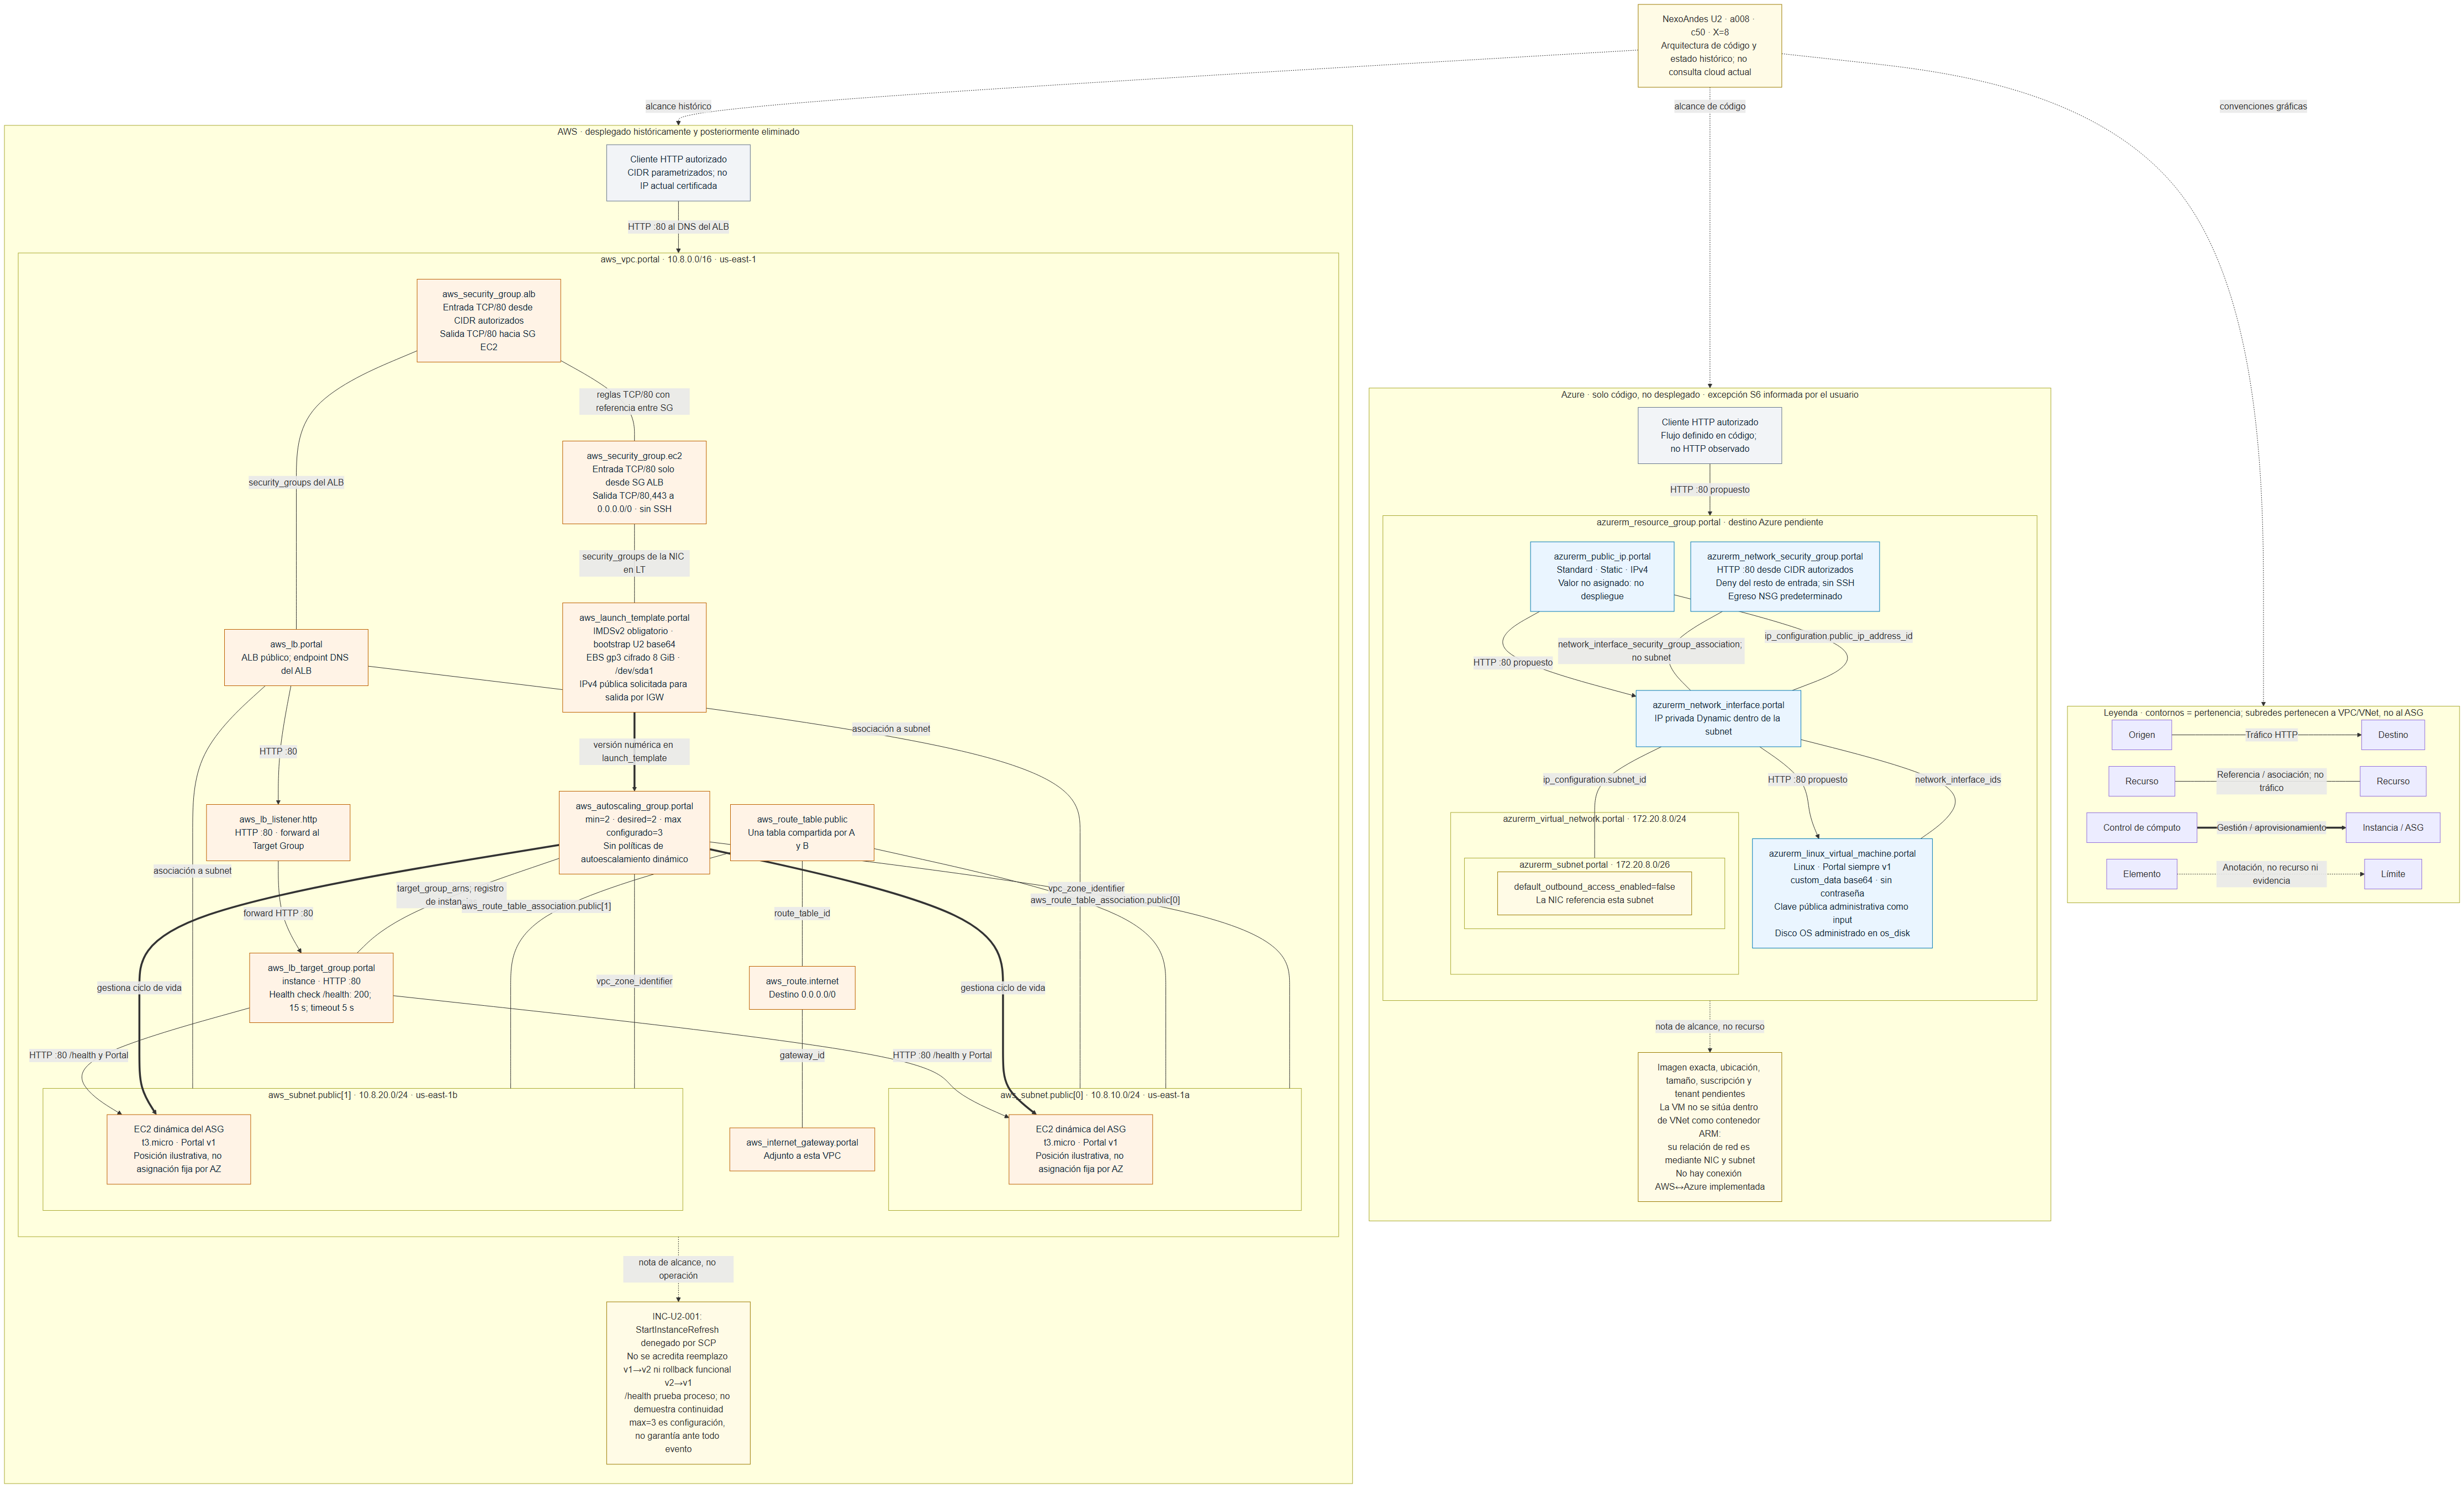 NexoAndes U2 · a008 ·
c50 · X=8
Arquitectura de código y
estado histórico; no
consulta cloud actual
alcance histórico
alcance de código
convenciones gráficas
AWS · desplegado históricamente y posteriormente eliminado
Cliente HTTP autorizado
CIDR parametrizados; no
IP actual certificada
HTTP :80 al DNS del ALB
aws_vpc.portal · 10.8.0.0/16 · us-east-1
aws_security_group.alb
Entrada TCP/80 desde
CIDR autorizados
Salida TCP/80 hacia SG
EC2
reglas TCP/80 con
referencia entre SG
security_groups del ALB
aws_security_group.ec2
Entrada TCP/80 solo
desde SG ALB
Salida TCP/80,443 a
0.0.0.0/0 · sin SSH
security_groups de la NIC
en LT
aws_launch_template.portal
IMDSv2 obligatorio ·
bootstrap U2 base64
EBS gp3 cifrado 8 GiB ·
/dev/sda1
IPv4 pública solicitada para
salida por IGW
aws_lb.portal
ALB público; endpoint DNS
del ALB
asociación a subnet
HTTP :80
versión numérica en
launch_template
aws_lb_listener.http
HTTP :80 · forward al
Target Group
aws_autoscaling_group.portal
min=2 · desired=2 · max
configurado=3
Sin políticas de
autoescalamiento dinámico
aws_route_table.public
Una tabla compartida por A
y B
asociación a subnet
target_group_arns; registro
de
aws_route_table_association.public[1]
vpc_zone_identifier
aws_route_table_association.public[0]
forward HTTP :80
route_table_id
aws_lb_target_group.portal
instance · HTTP :80
Health check /health: 200;
15 s; timeout 5 s
gestiona ciclo de vida
vpc_zone_identifier
aws_route.internet
Destino 0.0.0.0/0
gestiona ciclo de vida
HTTP :80 /health y Portal
gateway_id
HTTP :80 /health y Portal
aws_subnet.public[1] · 10.8.20.0/24 · us-east-1b
EC2 dinámica del ASG
t3.micro · Portal v1
Posición ilustrativa, no
asignación fija por AZ
aws_internet_gateway.portal
Adjunto a esta VPC
aws_subnet.public[0] · 10.8.10.0/24 · us-east-1a
EC2 dinámica del ASG
t3.micro · Portal v1
Posición ilustrativa, no
asignación fija por AZ
nota de alcance, no
operación
INC-U2-001:
StartInstanceRefresh
denegado por SCP
No se acredita reemplazo
v1→v2 ni rollback funcional
v2→v1
/health prueba proceso; no
demuestra continuidad
max=3 es configuración,
no garantía ante todo
evento
Azure · solo código, no desplegado · excepción S6 informada por el usuario
Cliente HTTP autorizado
Flujo definido en código;
no HTTP observado
HTTP :80 propuesto
azurerm_resource_group.portal · destino Azure pendiente
azurerm_public_ip.portal
Standard · Static · IPv4
Valor no asignado: no
despliegue
azurerm_network_security_group.portal
HTTP :80 desde CIDR autorizados
Deny del resto de entrada; sin SSH
Egreso NSG predeterminado
HTTP :80 propuesto
network_interface_security_group_association;
no subnet
ip_configuration.public_ip_address_id
azurerm_network_interface.portal
IP privada Dynamic dentro de la
subnet
ip_configuration.subnet_id
HTTP :80 propuesto
network_interface_ids
azurerm_virtual_network.portal · 172.20.8.0/24
azurerm_subnet.portal · 172.20.8.0/26
default_outbound_access_enabled=false
La NIC referencia esta subnet
azurerm_linux_virtual_machine.portal
Linux · Portal siempre v1
custom_data base64 · sin
contraseña
Clave pública administrativa como
input
Disco OS administrado en os_disk
nota de alcance, no recurso
Imagen exacta, ubicación,
tamaño, suscripción y
tenant pendientes
La VM no se sitúa dentro
de VNet como contenedor
ARM:
su relación de red es
mediante NIC y subnet
No hay conexión
AWS↔Azure implementada
Leyenda · contornos = pertenencia; subredes pertenecen a VPC/VNet, no al ASG
Origen
Tráfico HTTP
Destino
Recurso
Referencia / asociación; no
tráfico
Recurso
Control de cómputo
Gestión / aprovisionamiento
Instancia / ASG
Elemento
Anotación, no recurso ni
evidencia
Límite